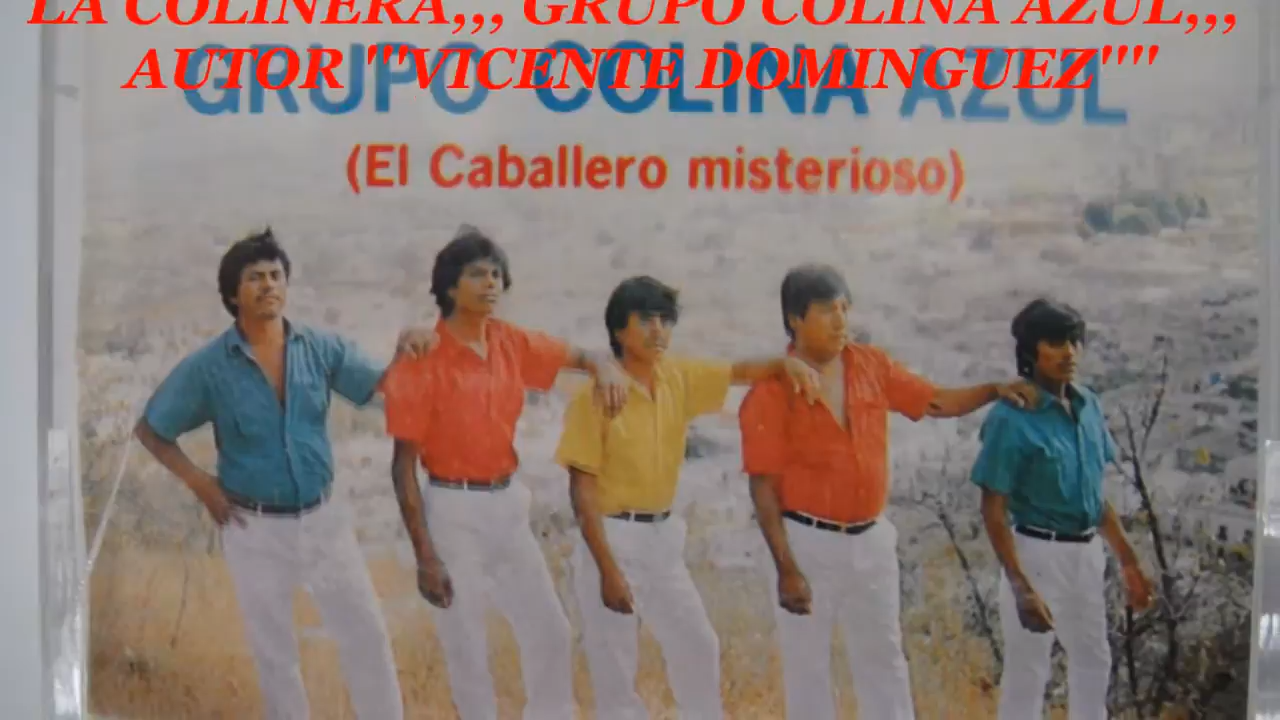 LA COLINERA,,, GRUPO COLINA AZUL,,,
AUTOR """VICENTE DOMINGUEZ""""
GRUPO COLINA AZUL
(El Caballero misterioso)